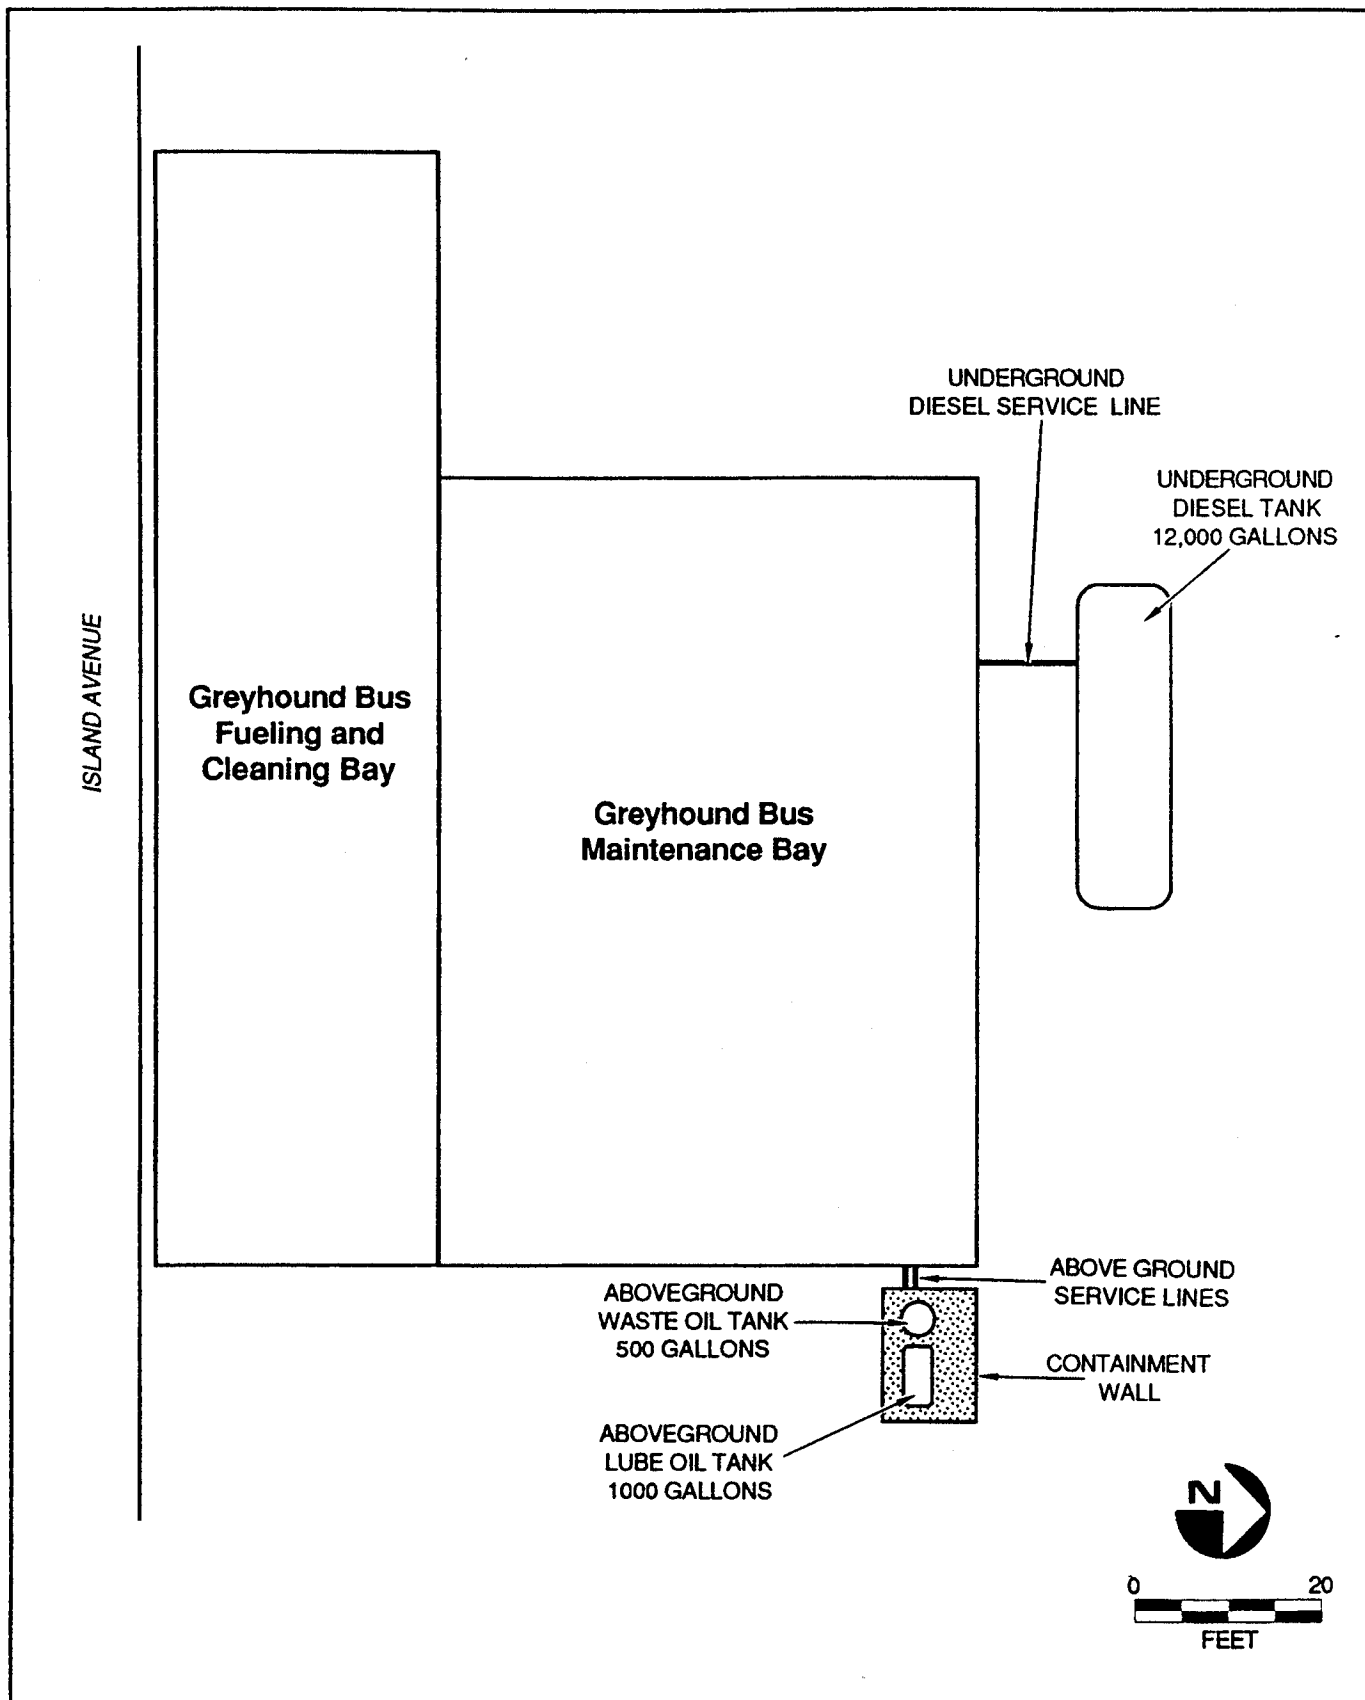 UNDERGROUND
DIESEL SERVICE LINE
UNDERGROUND
DIESEL TANK
12,000 GALLONS
ISLAND AVENUE
Greyhound Bus
Fueling and
Cleaning Bay
Greyhound Bus
Maintenance Bay
ABOVEGROUND
WASTE OIL TANK
500 GALLONS
ABOVE GROUND
SERVICE LINES
CONTAINMENT
WALL
ABOVEGROUND
LUBE OIL TANK
1000 GALLONS
N
0 20
FEET